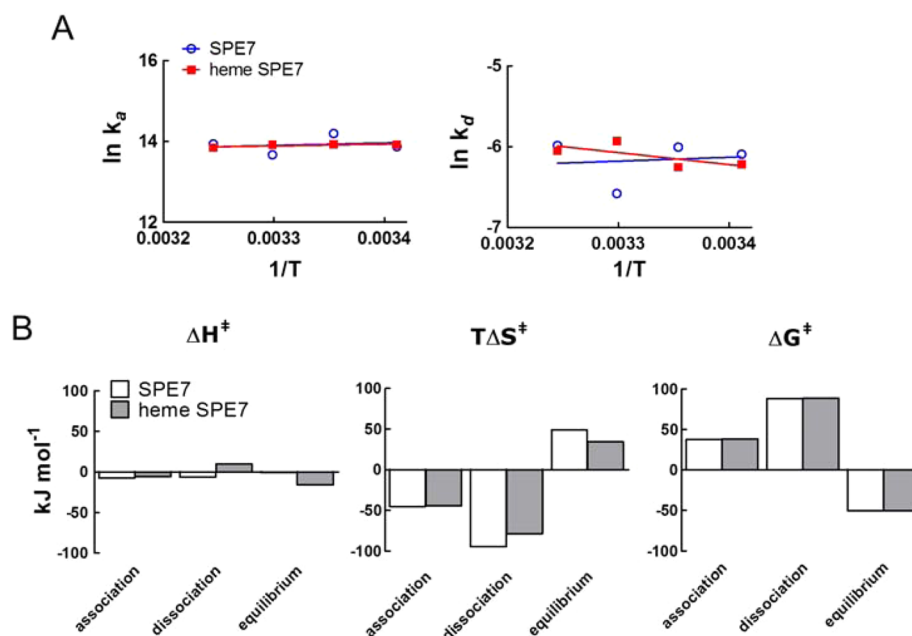 A
SPE7
heme SPE7
ln ka
16
14
12
0.0032
0.0033
0.0034
1/T
ln kd
-5
-6
-7
0.0032
0.0033
0.0034
1/T
B
ΔH‡
TΔS‡
ΔG‡
SPE7
heme SPE7
kJ mol-1
100
50
0
-50
-100
association
dissociation
equilibrium
100
50
0
-50
-100
association
dissociation
equilibrium
100
50
0
-50
-100
association
dissociation
equilibrium